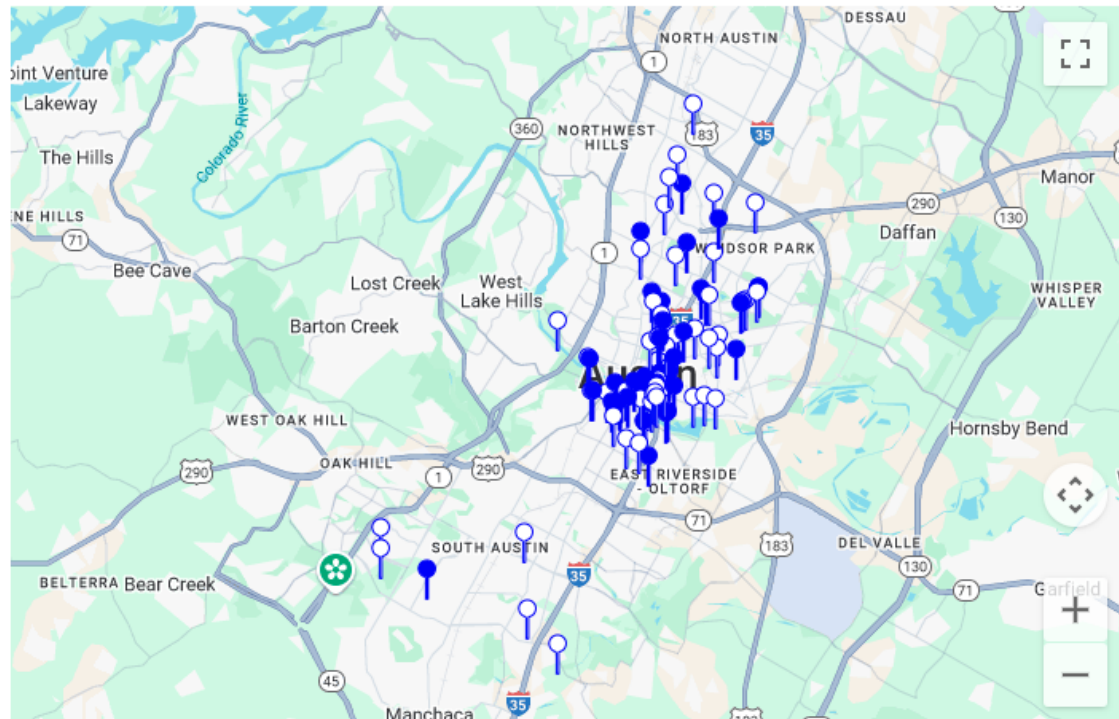 DESSAU
NORTH AUSTIN
1
oint Venture
Lakeway
360
NORTHWEST
HILLS
183
35
Colorado River
The Hills
Manor
ENE HILLS
290
130
71
WINDSOR PARK
Daffan
1
Bee Cave
Lost Creek
West
Lake Hills
WHISPER
VALLEY
35
Barton Creek
Austin
WEST OAK HILL
Hornsby Bend
OAK HILL
290
1
290
EAST RIVERSIDE
- OLTORF
71
183
DEL VALLE
SOUTH AUSTIN
130
35
BELTERRA
Bear Creek
71
Garfield
+
45
−
35
Manchaca